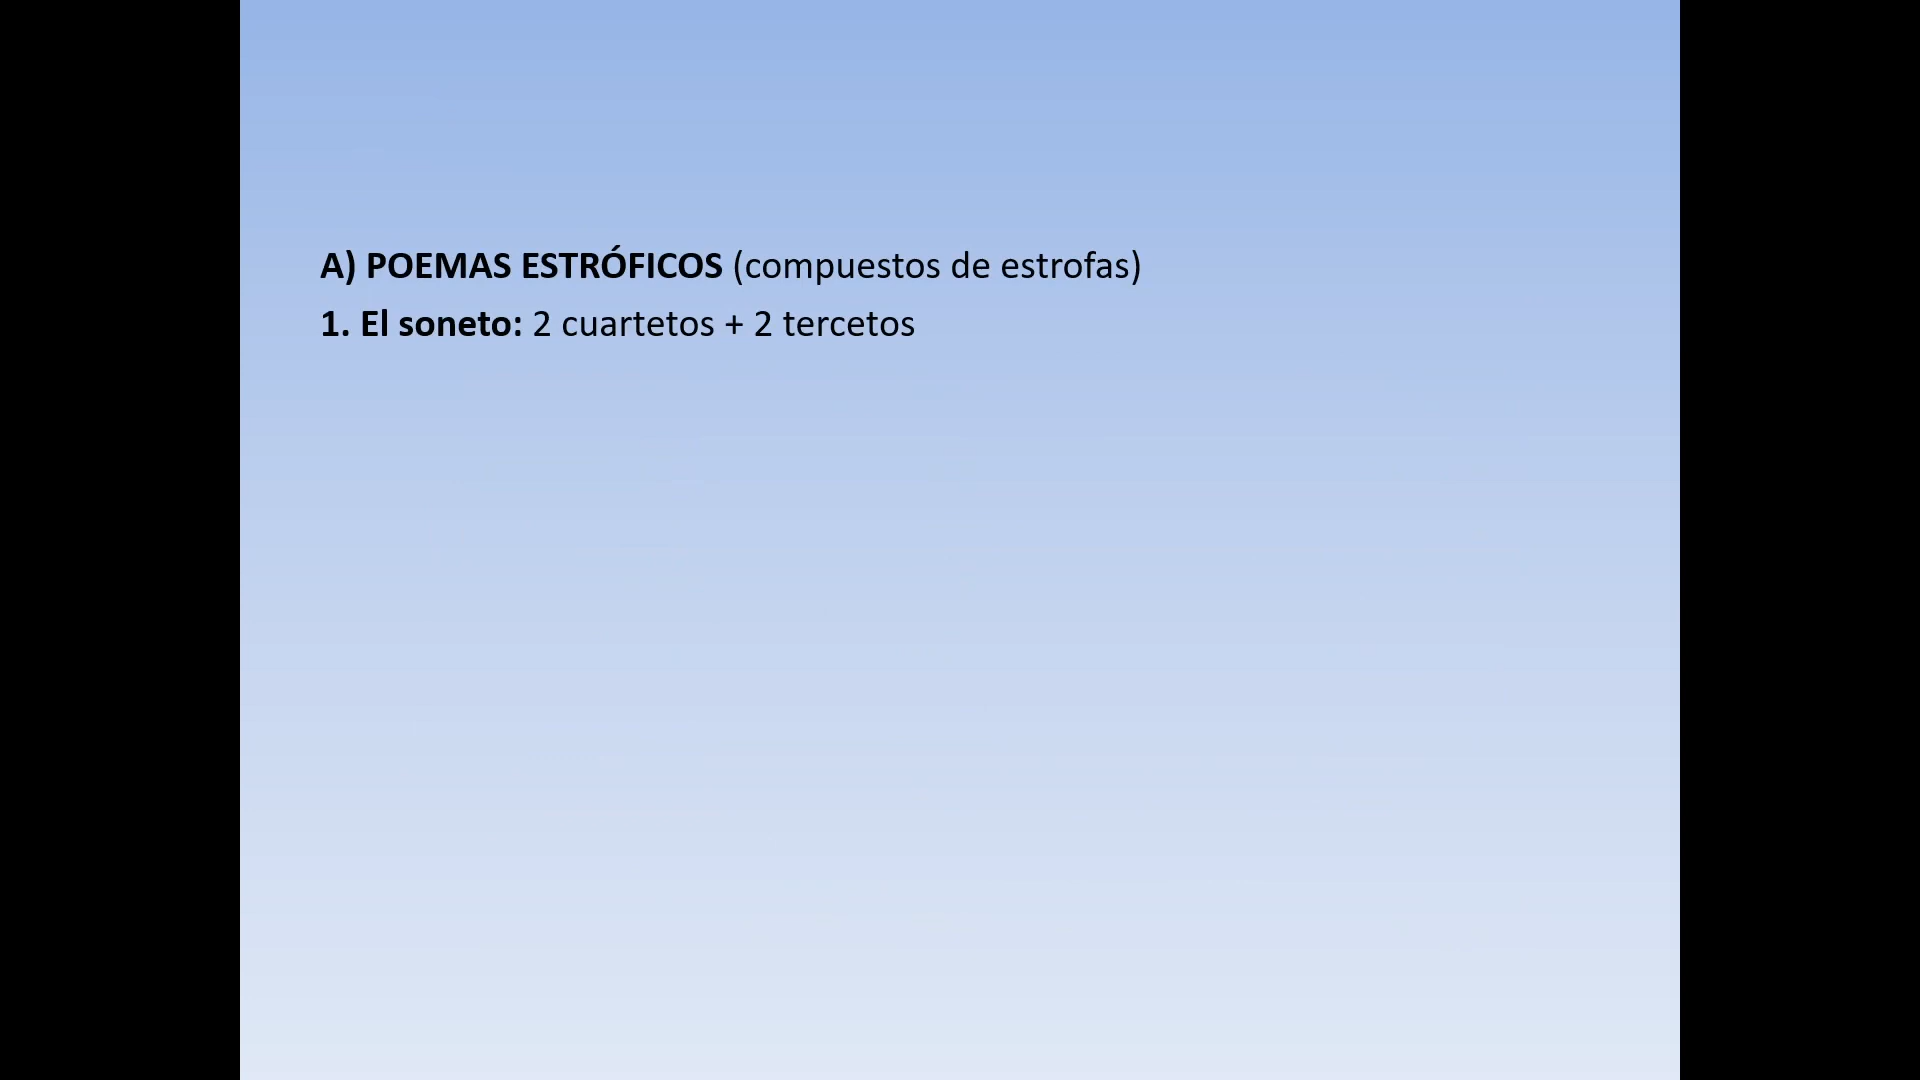 A) POEMAS ESTRÓFICOS (compuestos de estrofas)
1. El soneto: 2 cuartetos + 2 tercetos